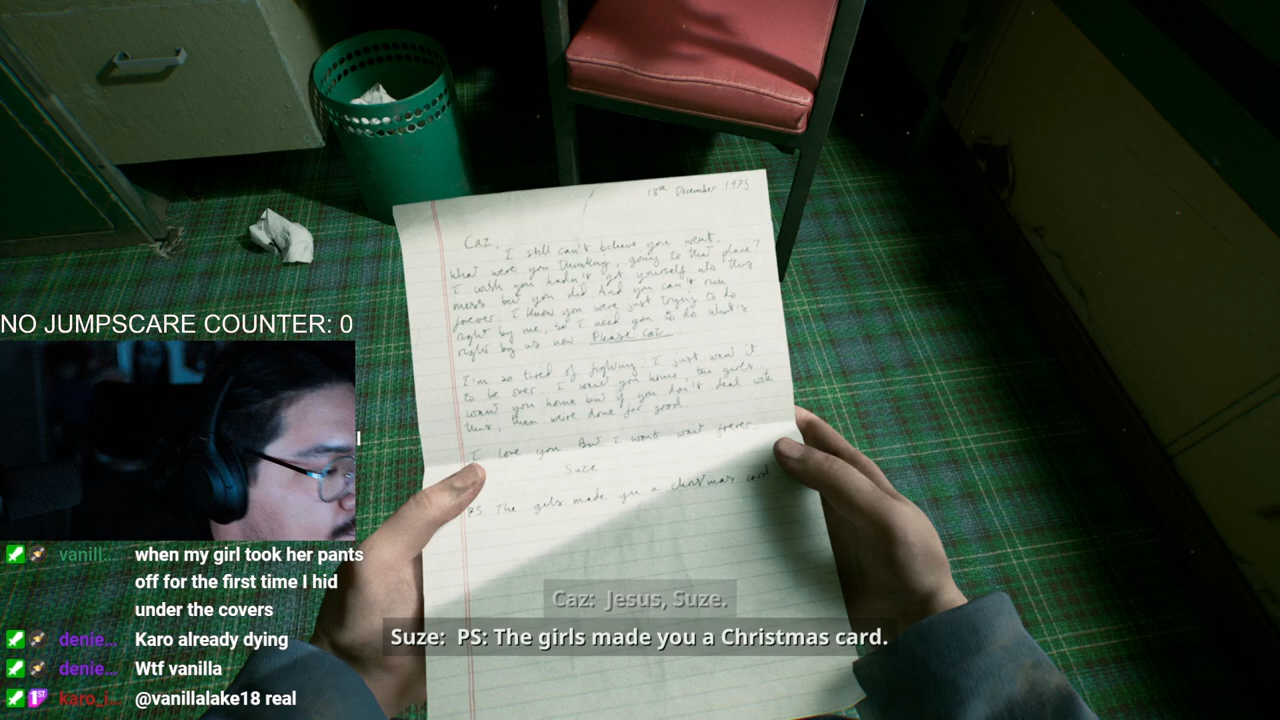 18th December 1975
Caz,
I still can't believe you went.
What were you thinking, going to that place?
I wish you hadn't got yourself into this
mess but you did. And you can't run
forever. I know you were just trying to do
right by me, so I need you to do what's
right by us now. Please Caz.
I'm so tired of fighting. I just want it
to be over. I want you home, the girls
want you home but if you don't deal with
this, then we're done for good.
I love you. But I won't wait forever.
Suze
PS. The girls made you a Christmas card
NO JUMPSCARE COUNTER: 0
vanill... when my girl took her pants
off for the first time I hid
under the covers
denie... Karo already dying
denie... Wtf vanilla
1ST karo_i... @vanillalake18 real
Caz: Jesus, Suze.
Suze: PS: The girls made you a Christmas card.